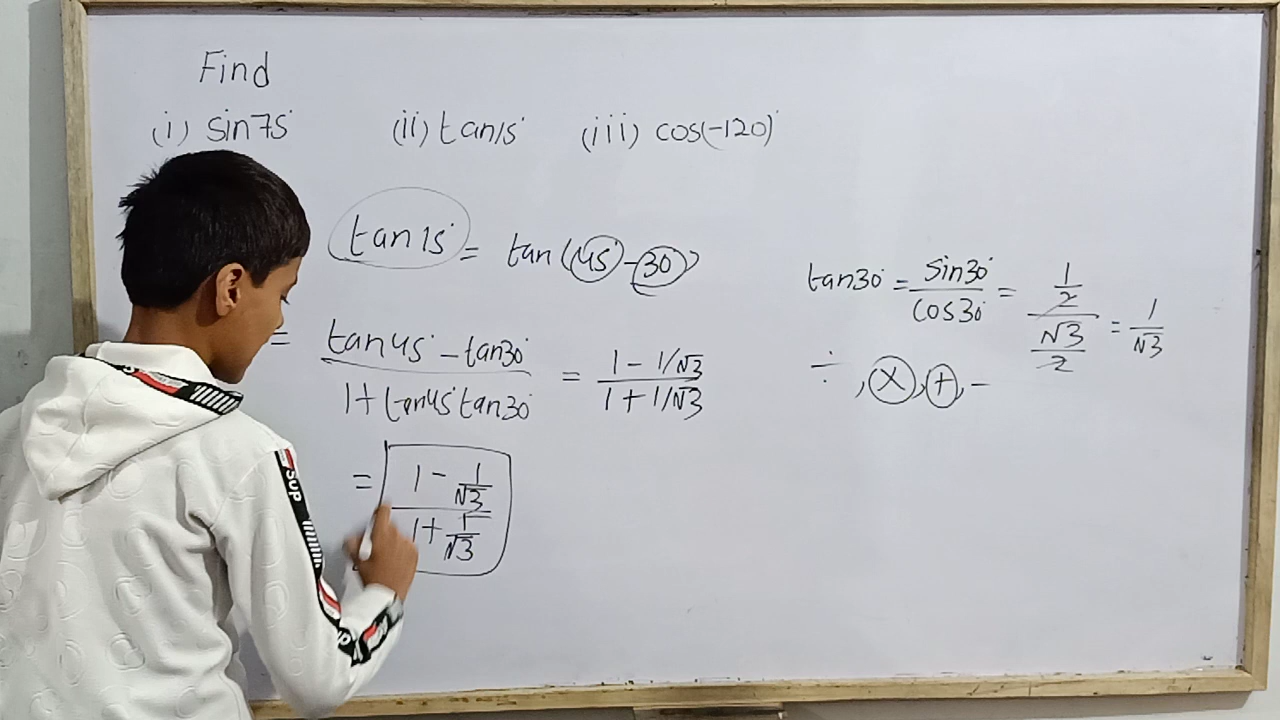 Find
(i) sin75° (ii) tan15° (iii) cos(-120)°
tan15° = tan(45° - 30°)
= tan45° - tan30° / 1 + tan45° tan30° = 1 - 1/√3 / 1 + 1/√3
= 1 - 1/√3 / 1 + 1/√3
tan30° = sin30° / cos30° = 1/2 / √3/2 = 1/√3
÷, ×, +, -
SUP